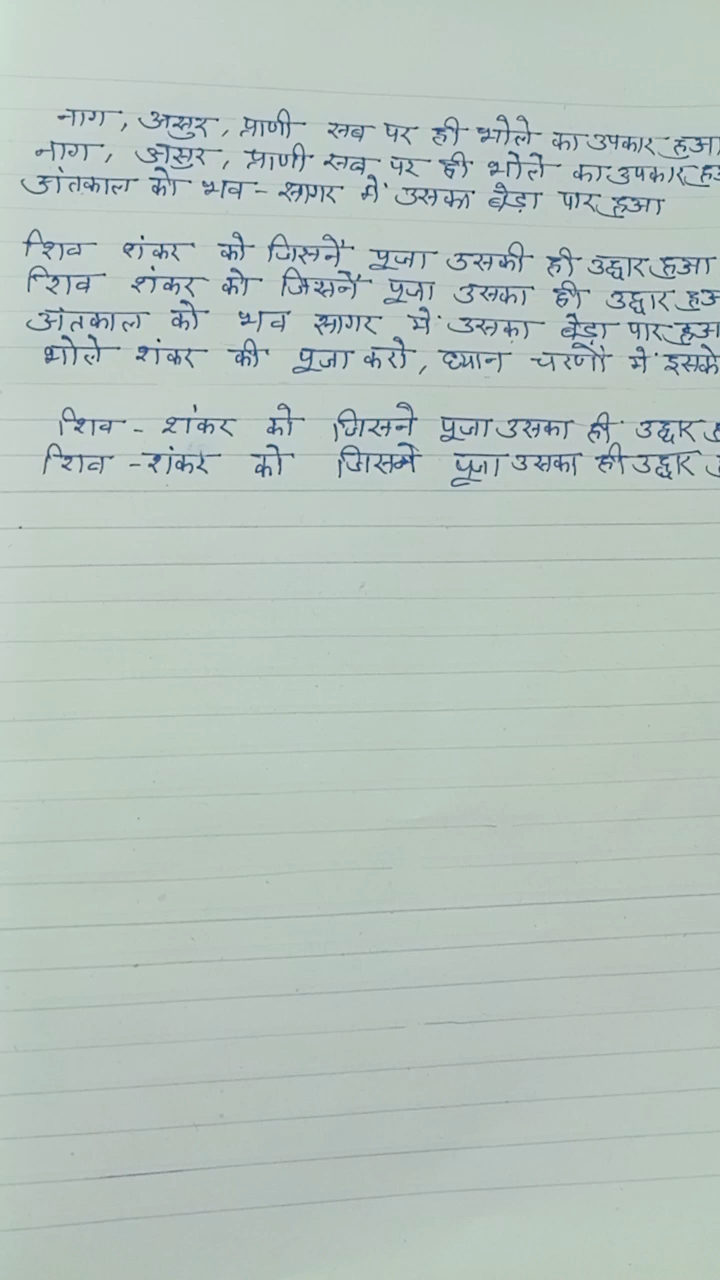 नाग, असुर, प्राणी सब पर ही भोले का उपकार हुआ
नाग, असुर, प्राणी सब पर ही भोले का उपकार
अंतकाल को भव - सागर में उसका बेड़ा पार हुआ
शिव शंकर को जिसनें पूजा उसकी ही उद्धार हुआ
शिव शंकर को जिसनें पूजा उसका ही उद्धार
अंतकाल को भव सागर में उसका बेड़ा पार हुआ
भोले शंकर की पूजा करो, ध्यान चरणों में इसके
शिव - शंकर को जिसने पूजा उसका ही उद्धार
शिव - शंकर को जिसने पूजा उसका ही उद्धार